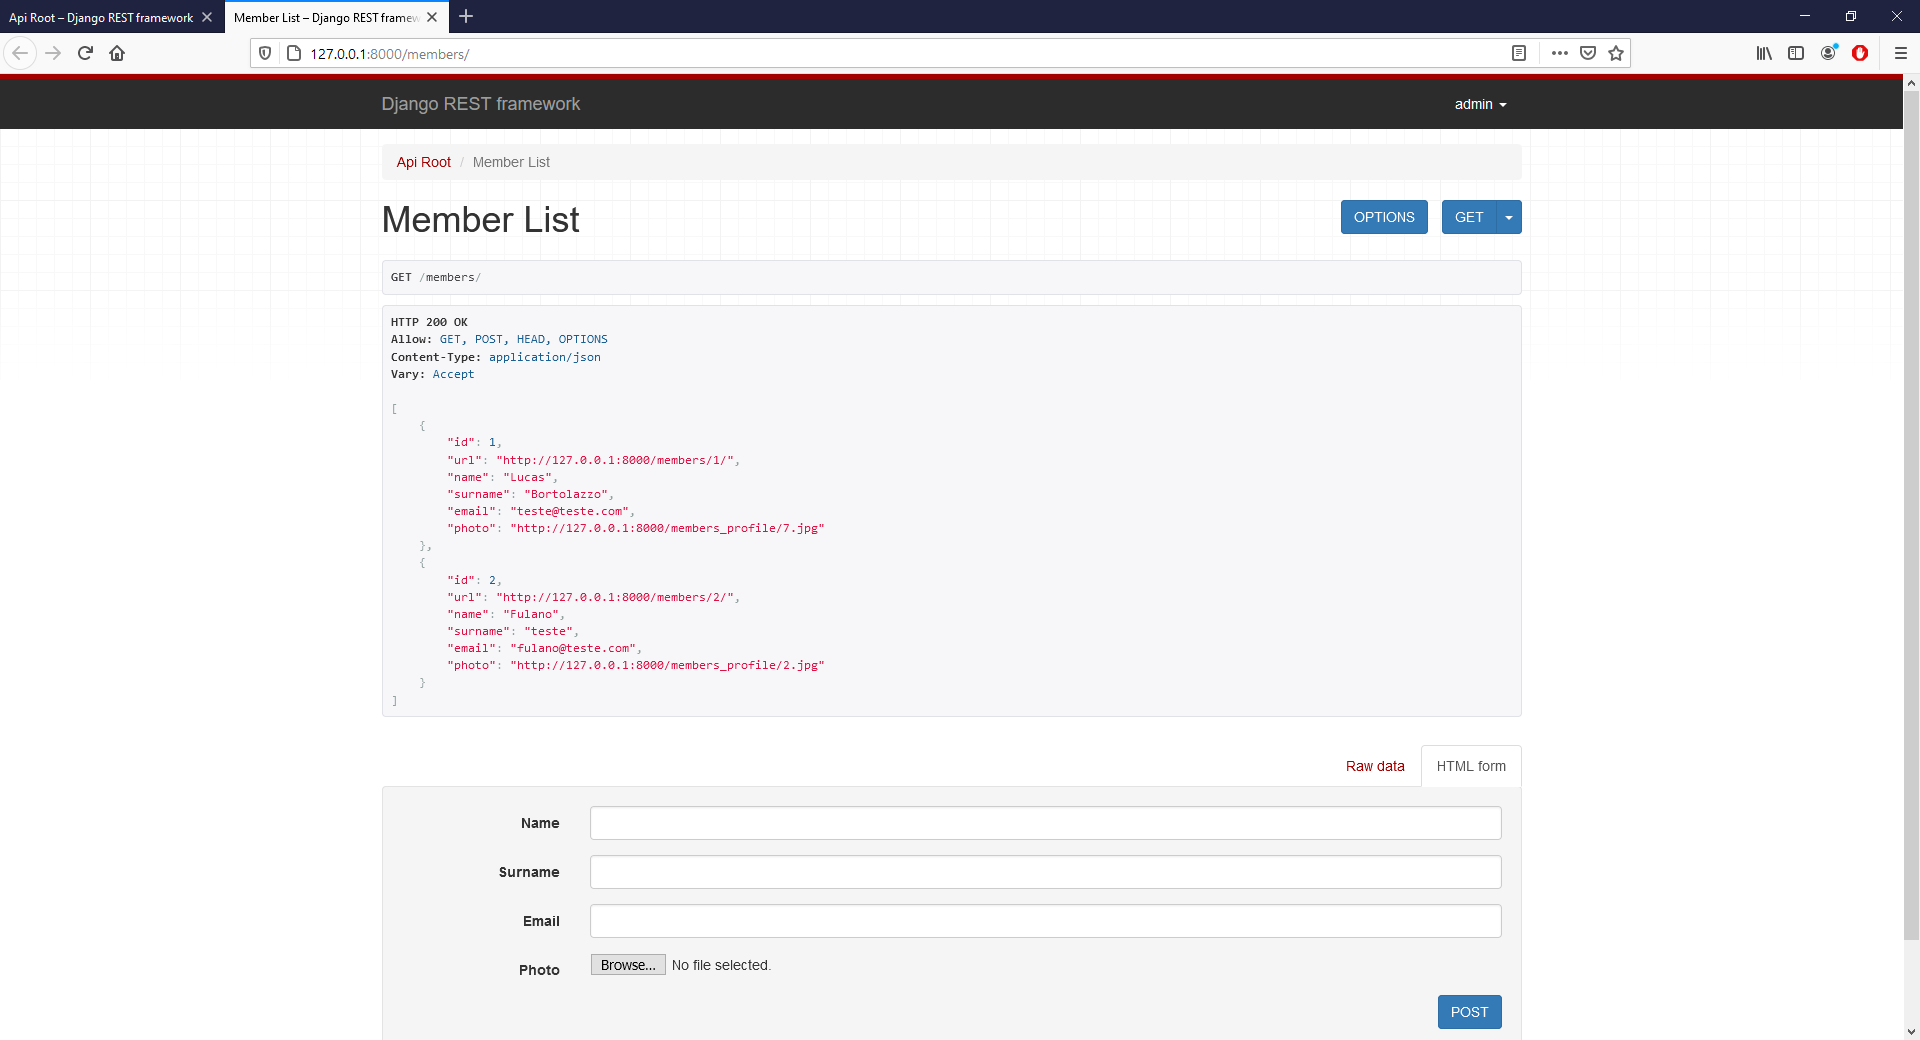 Api Root – Django REST framework
Member List – Django REST framew
127.0.0.1:8000/members/
Django REST framework
admin
Api Root / Member List
Member List
OPTIONS
GET
GET /members/
HTTP 200 OK
Allow: GET, POST, HEAD, OPTIONS
Content-Type: application/json
Vary: Accept
[
    {
        "id": 1,
        "url": "http://127.0.0.1:8000/members/1/",
        "name": "Lucas",
        "surname": "Bortolazzo",
        "email": "teste@teste.com",
        "photo": "http://127.0.0.1:8000/members_profile/7.jpg"
    },
    {
        "id": 2,
        "url": "http://127.0.0.1:8000/members/2/",
        "name": "Fulano",
        "surname": "teste",
        "email": "fulano@teste.com",
        "photo": "http://127.0.0.1:8000/members_profile/2.jpg"
    }
]
Raw data
HTML form
Name
Surname
Email
Photo
Browse... No file selected.
POST